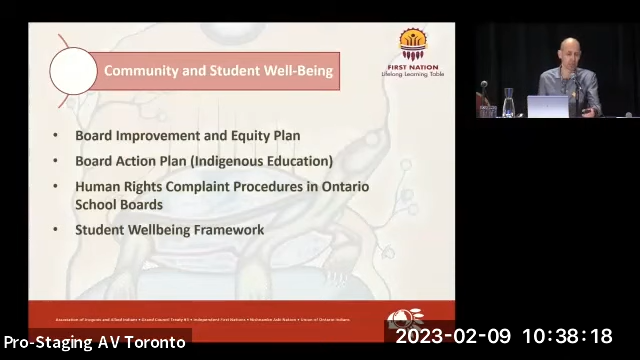 Community and Student Well-Being
FIRST NATION
Lifelong Learning Table
• Board Improvement and Equity Plan
• Board Action Plan (Indigenous Education)
• Human Rights Complaint Procedures in Ontario
School Boards
• Student Wellbeing Framework
Association of Iroquois and Allied Indians • Grand Council Treaty #3 • Independent First Nations • Nishnawbe Aski Nation • Union of Ontario Indians
Pro-Staging AV Toronto
2023-02-09 10:38:18